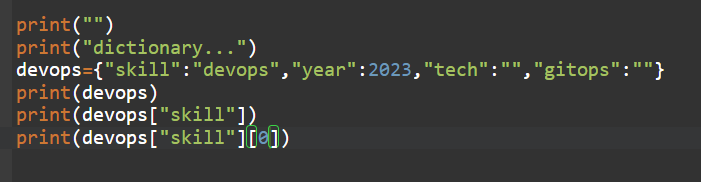 print("")
print("dictionary...")
devops={"skill":"devops","year":2023,"tech":"","gitops":""}
print(devops)
print(devops["skill"])
print(devops["skill"][0])